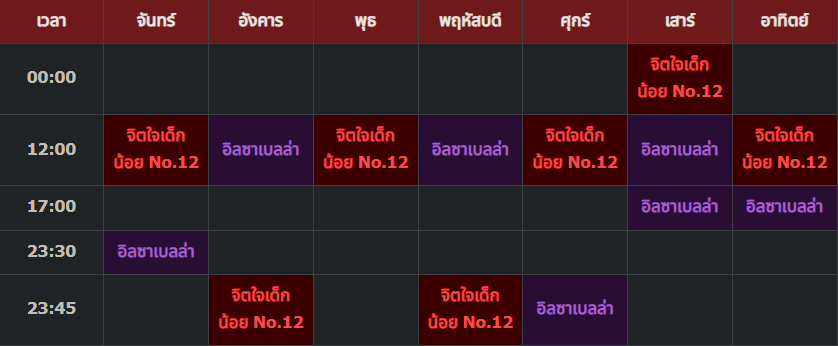 เวลา จันทร์ อังคาร พุธ พฤหัสบดี ศุกร์ เสาร์ อาทิตย์
00:00 จิตใจเด็ก
น้อย No.12
12:00 จิตใจเด็ก อิลซาเบลล่า จิตใจเด็ก อิลซาเบลล่า จิตใจเด็ก อิลซาเบลล่า จิตใจเด็ก
น้อย No.12 น้อย No.12 น้อย No.12 น้อย No.12
17:00 อิลซาเบลล่า อิลซาเบลล่า
23:30 อิลซาเบลล่า
23:45 จิตใจเด็ก จิตใจเด็ก อิลซาเบลล่า
น้อย No.12 น้อย No.12